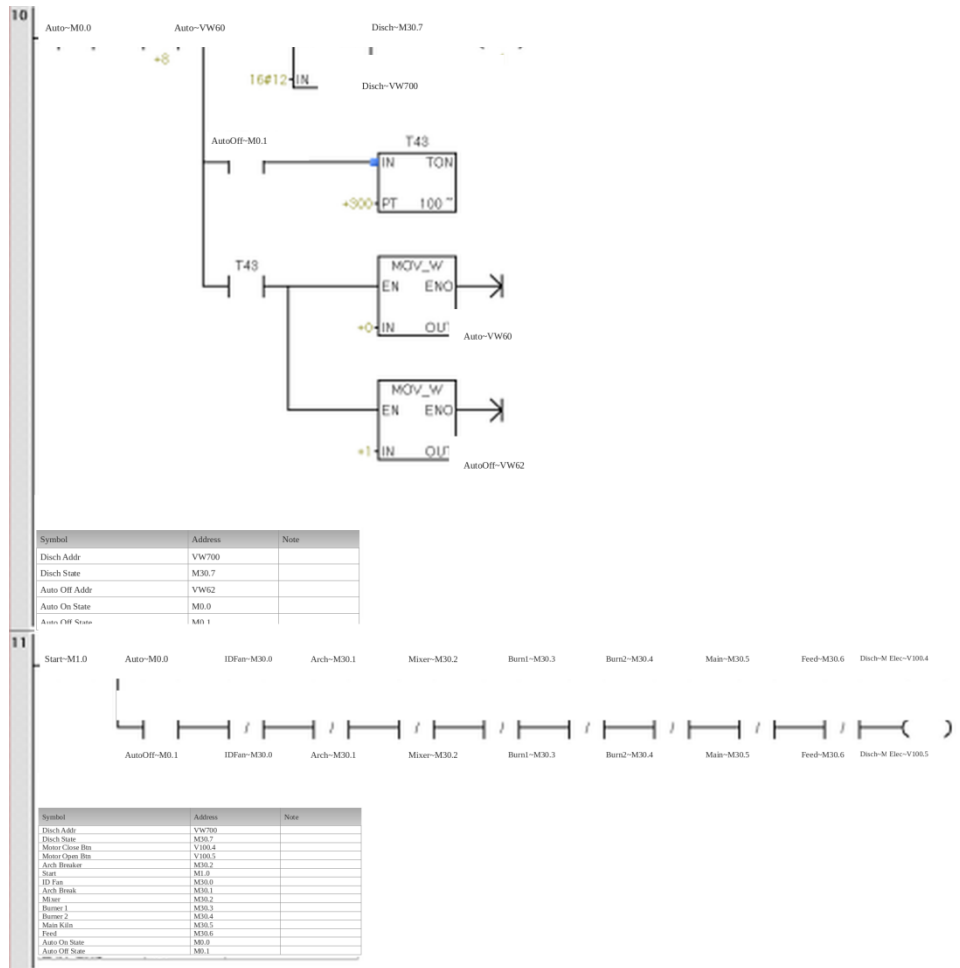 10
Auto~M0.0 Auto~VW60 Disch~M30.7
+8
16#12 IN
Disch~VW700
AutoOff~M0.1
T43
IN TON
+300 PT 100~
T43
MOV_W
EN ENO
+0 IN OUT
Auto~VW60
MOV_W
EN ENO
+1 IN OUT
AutoOff~VW62
Symbol Address Note
Disch Addr VW700
Disch State M30.7
Auto Off Addr VW62
Auto On State M0.0
Auto Off State M0.1
11
Start~M1.0 Auto~M0.0 IDFan~M30.0 Arch~M30.1 Mixer~M30.2 Burn1~M30.3 Burn2~M30.4 Main~M30.5 Feed~M30.6 Disch~M Elec~V100.4
AutoOff~M0.1 IDFan~M30.0 Arch~M30.1 Mixer~M30.2 Burn1~M30.3 Burn2~M30.4 Main~M30.5 Feed~M30.6 Disch~M Elec~V100.5
Symbol Address Note
Disch Addr VW700
Disch State M30.7
Motor Close Btn V100.4
Motor Open Btn V100.5
Arch Breaker M30.2
Start M1.0
ID Fan M30.0
Arch Break M30.1
Mixer M30.2
Burner 1 M30.3
Burner 2 M30.4
Main Kiln M30.5
Feed M30.6
Auto On State M0.0
Auto Off State M0.1